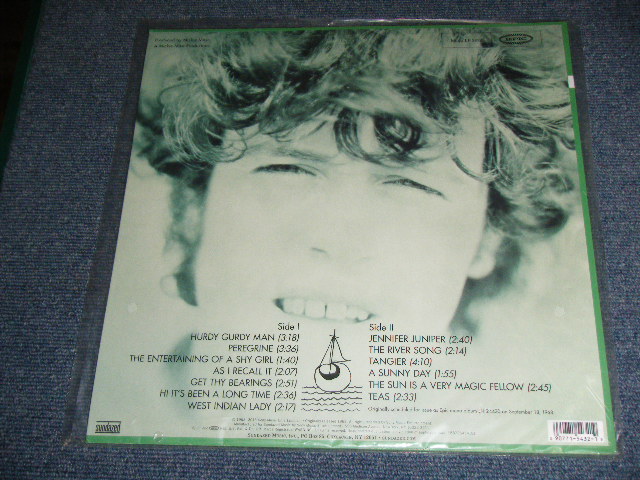 epic
Side I
HURDY GURDY MAN (3:18)
PEREGRINE (3:36)
THE ENTERTAINING OF A SHY GIRL (1:40)
AS I RECALL IT (2:07)
GET THY BEARINGS (2:51)
HI IT'S BEEN A LONG TIME (2:36)
WEST INDIAN LADY (2:17)
Side II
JENNIFER JUNIPER (2:40)
THE RIVER SONG (2:14)
TANGIER (4:10)
A SUNNY DAY (1:55)
THE SUN IS A VERY MAGIC FELLOW (2:45)
TEAS (2:33)
sundazed